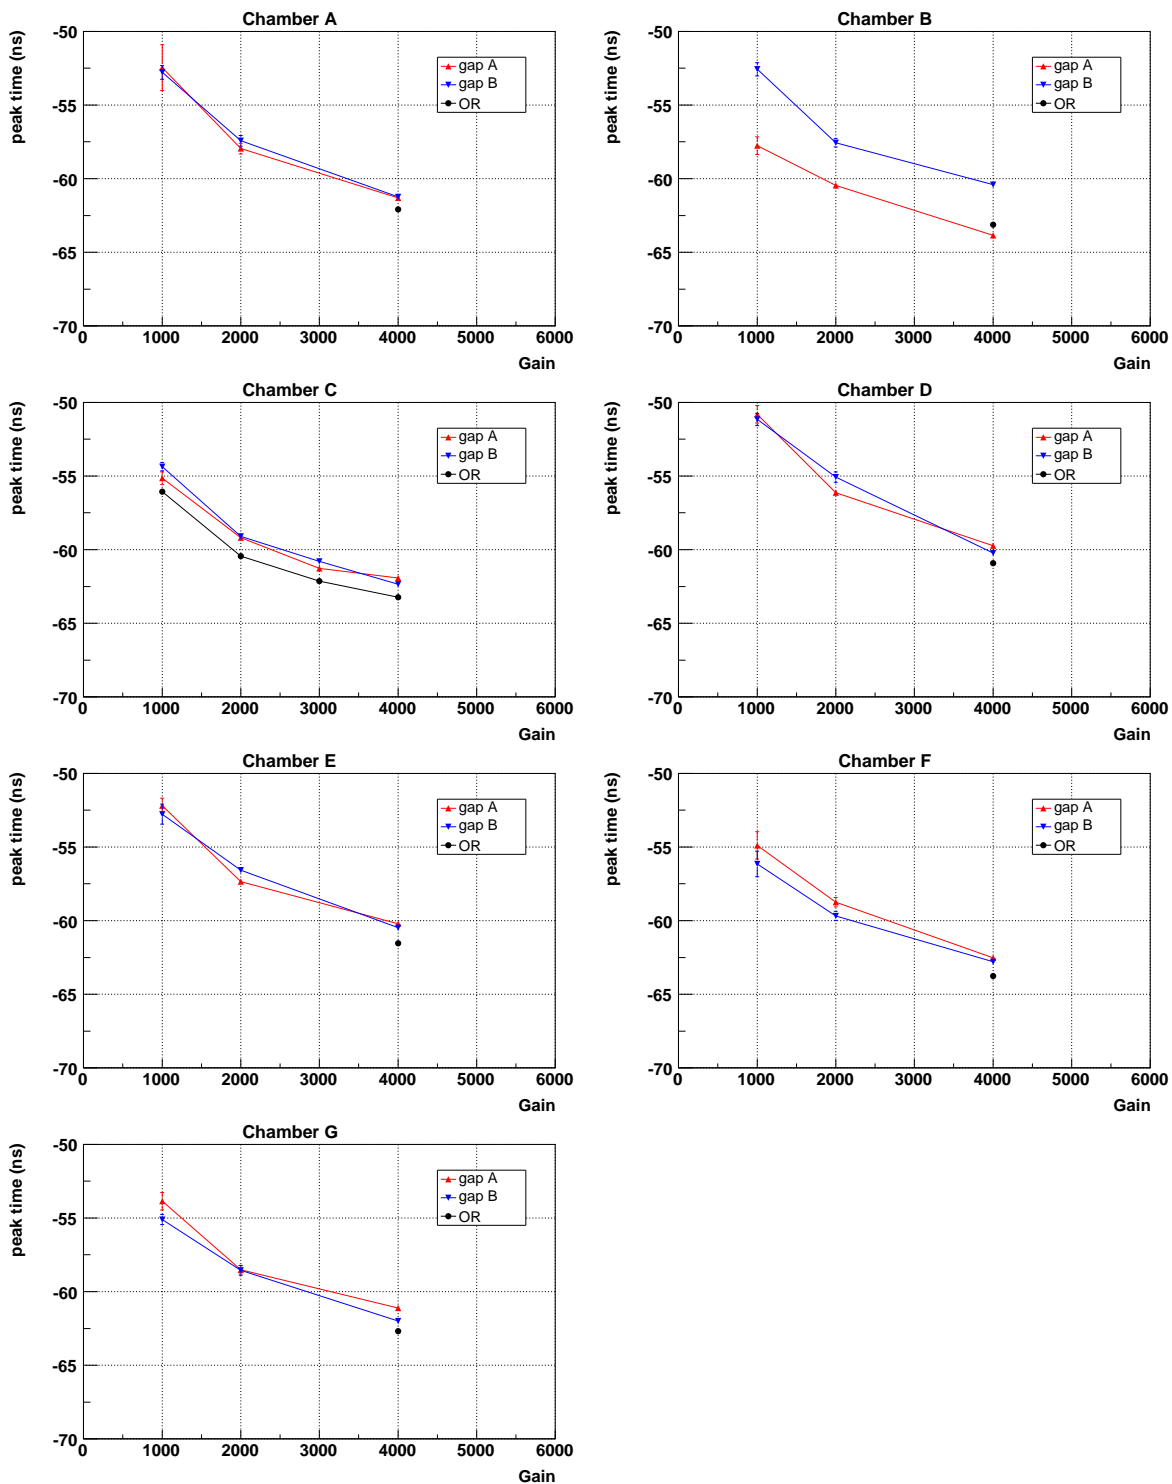 Chamber A
peak time (ns)
-50
-55
-60
-65
-70
gap A
gap B
OR
0 1000 2000 3000 4000 5000 6000
Gain
Chamber B
peak time (ns)
-50
-55
-60
-65
-70
gap A
gap B
OR
0 1000 2000 3000 4000 5000 6000
Gain
Chamber C
peak time (ns)
-50
-55
-60
-65
-70
gap A
gap B
OR
0 1000 2000 3000 4000 5000 6000
Gain
Chamber D
peak time (ns)
-50
-55
-60
-65
-70
gap A
gap B
OR
0 1000 2000 3000 4000 5000 6000
Gain
Chamber E
peak time (ns)
-50
-55
-60
-65
-70
gap A
gap B
OR
0 1000 2000 3000 4000 5000 6000
Gain
Chamber F
peak time (ns)
-50
-55
-60
-65
-70
gap A
gap B
OR
0 1000 2000 3000 4000 5000 6000
Gain
Chamber G
peak time (ns)
-50
-55
-60
-65
-70
gap A
gap B
OR
0 1000 2000 3000 4000 5000 6000
Gain